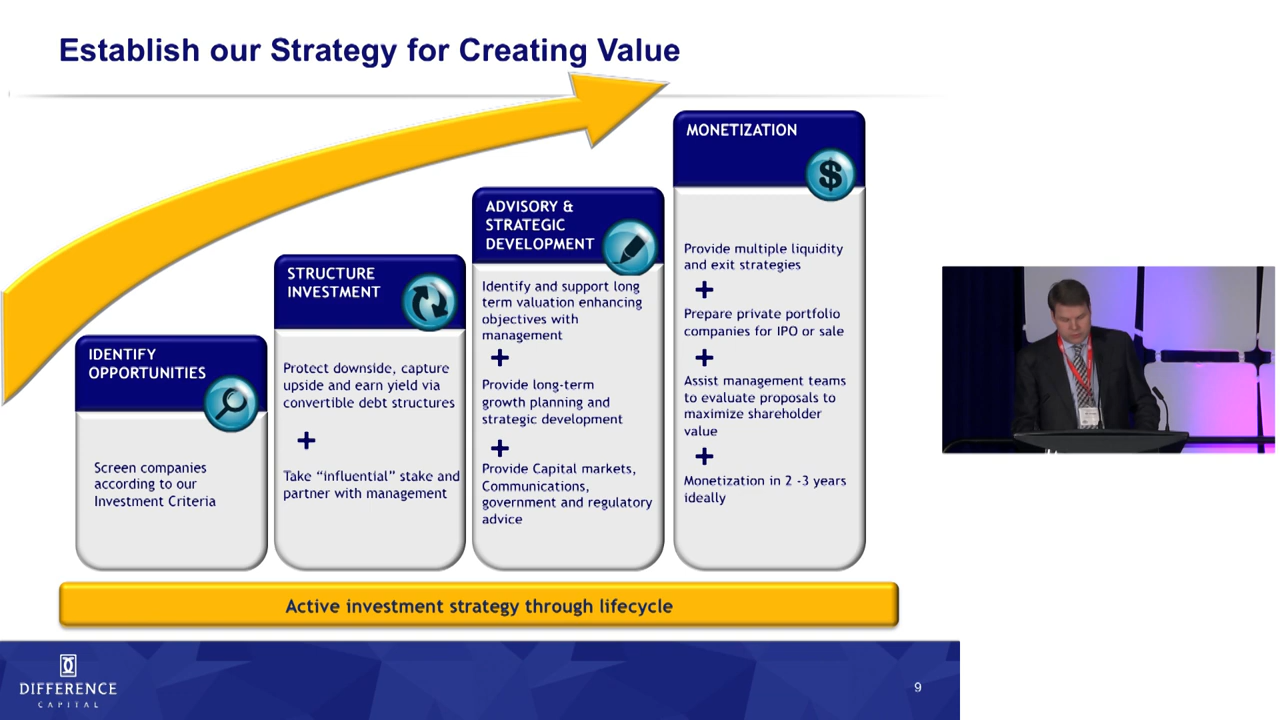 Establish our Strategy for Creating Value
IDENTIFY
OPPORTUNITIES
Screen companies
according to our
Investment Criteria
STRUCTURE
INVESTMENT
Protect downside, capture
upside and earn yield via
convertible debt structures
+
Take “influential” stake and
partner with management
ADVISORY &
STRATEGIC
DEVELOPMENT
Identify and support long
term valuation enhancing
objectives with
management
+
Provide long-term
growth planning and
strategic development
+
Provide Capital markets,
Communications,
government and regulatory
advice
MONETIZATION
$
Provide multiple liquidity
and exit strategies
+
Prepare private portfolio
companies for IPO or sale
+
Assist management teams
to evaluate proposals to
maximize shareholder
value
+
Monetization in 2 -3 years
ideally
Active investment strategy through lifecycle
DIFFERENCE
CAPITAL
9